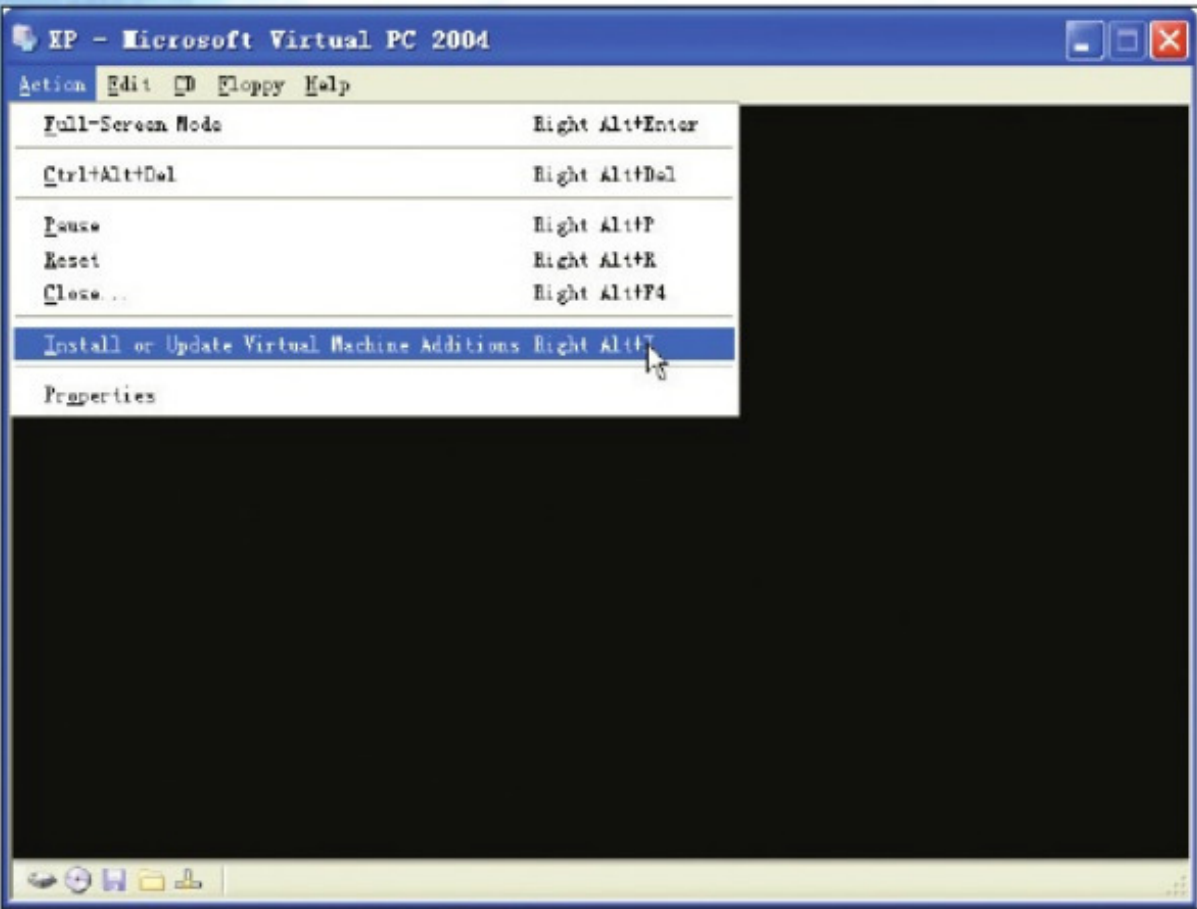 XP - Microsoft Virtual PC 2004
Action Edit CD Floppy Help
Full-Screen Mode Right Alt+Enter
Ctrl+Alt+Del Right Alt+Del
Pause Right Alt+P
Reset Right Alt+R
Close... Right Alt+F4
Install or Update Virtual Machine Additions Right Alt+I
Properties